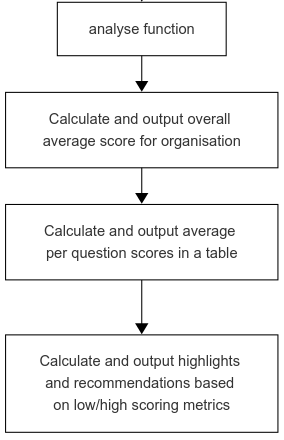 analyse function
Calculate and output overall
average score for organisation
Calculate and output average
per question scores in a table
Calculate and output highlights
and recommendations based
on low/high scoring metrics